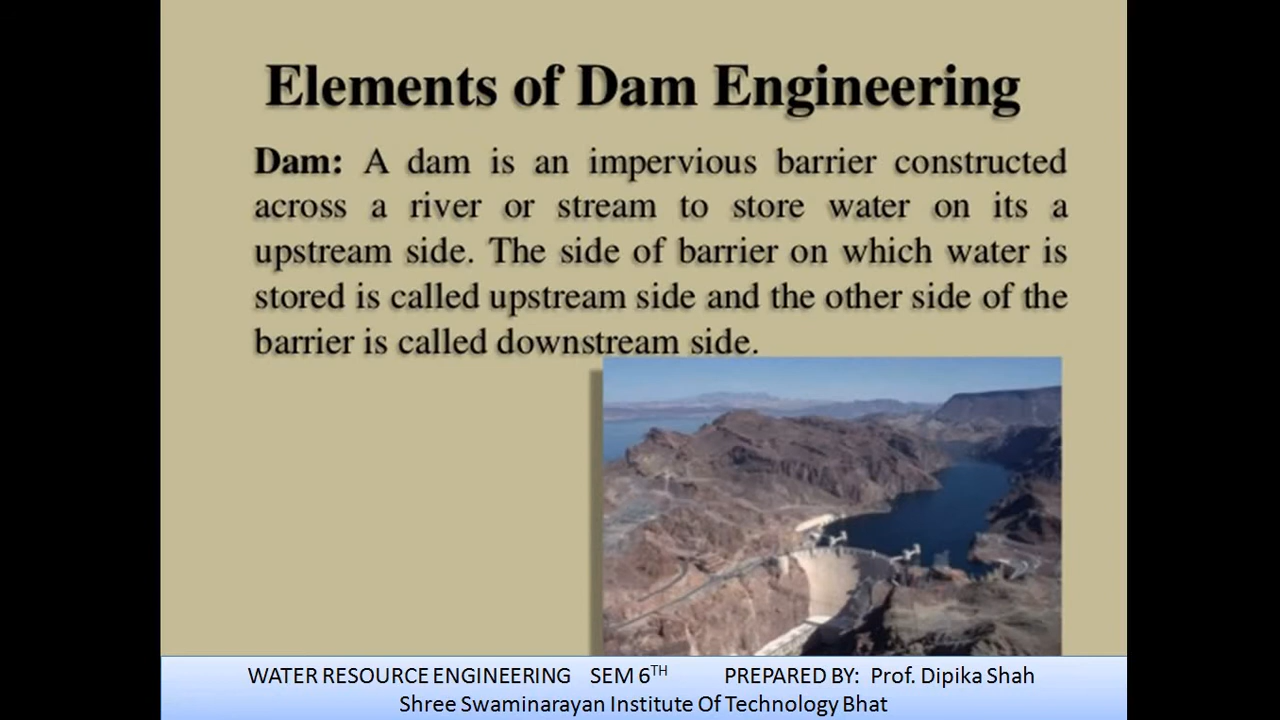 Elements of Dam Engineering
Dam: A dam is an impervious barrier constructed
across a river or stream to store water on its a
upstream side. The side of barrier on which water is
stored is called upstream side and the other side of the
barrier is called downstream side.
WATER RESOURCE ENGINEERING SEM 6TH PREPARED BY: Prof. Dipika Shah
Shree Swaminarayan Institute Of Technology Bhat